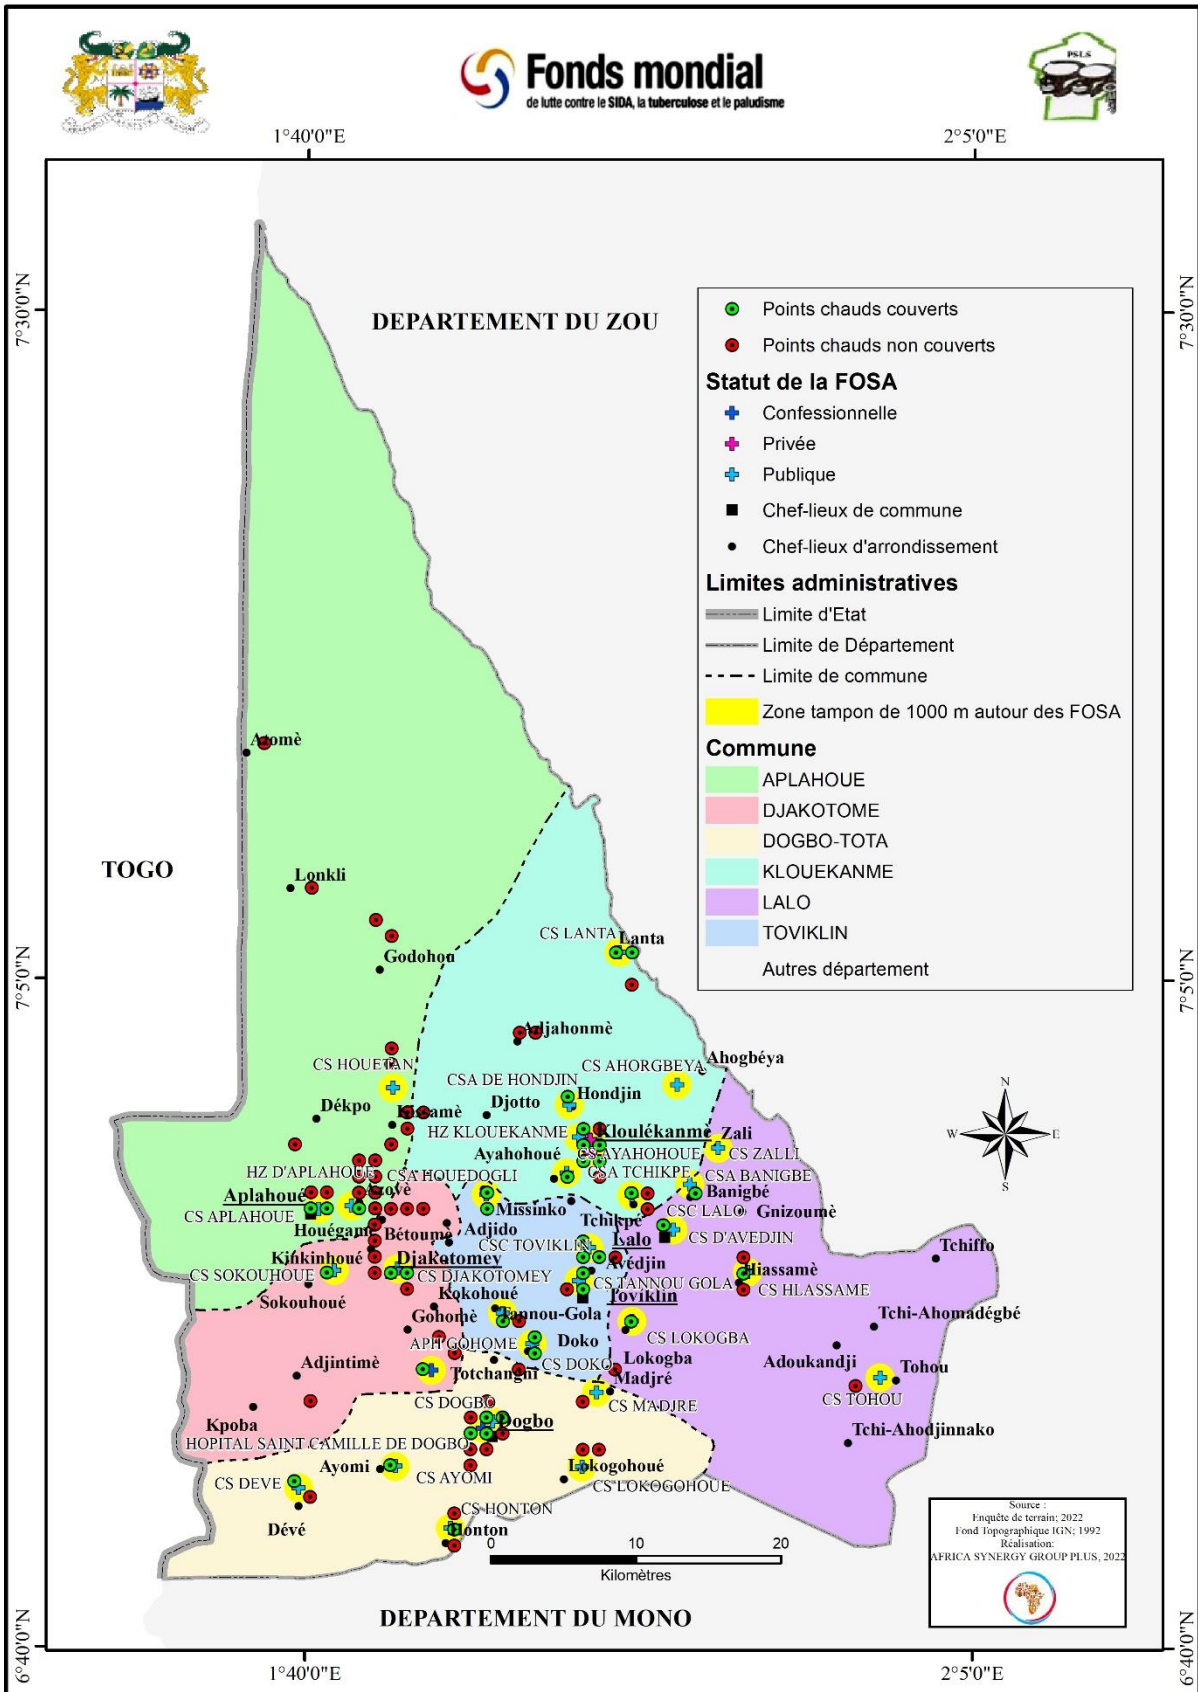 Fonds mondial
de lutte contre le SIDA, la tuberculose et le paludisme
PSLS
1°40'0"E
2°5'0"E
7°30'0"N
7°30'0"N
DEPARTEMENT DU ZOU
Points chauds couverts
Points chauds non couverts
Statut de la FOSA
Confessionnelle
Privée
Publique
Chef-lieux de commune
Chef-lieux d'arrondissement
Limites administratives
Limite d'Etat
Limite de Département
Limite de commune
Zone tampon de 1000 m autour des FOSA
Commune
APLAHOUE
DJAKOTOME
DOGBO-TOTA
KLOUEKANME
LALO
TOVIKLIN
Autres département
Atomè
TOGO
Lonkli
CS LANTA
Lanta
Godohou
7°5'0"N
7°5'0"N
Adjahonmè
CS HOUETAN
CS AHORGBEYA
Ahogbéya
CSA DE HONDJIN
Hondjin
Dékpo
Kissamè
Djotto
HZ KLOUEKANME
Kloulékanmè
Zali
Ayahohoué
CS AYAHOHOUE
CS ZALLI
HZ D'APLAHOUE
CSA HOUEDOGLI
CSA TCHIKPE
CSA BANIGBE
Aplahoué
Azovè
Missinko
Banigbé
CS APLAHOUE
Tchikpé
CSC LALO
Gnizoumè
Houégamè
Bétoumè
Adjido
CS D'AVEDJIN
Lalo
CSC TOVIKLIN
Kinkinhoué
Djakotomey
Avédjin
Tchiffo
CS SOKOUHOUE
CS DJAKOTOMEY
CS TANNOU GOLA
Hlassamè
CS HLASSAME
Sokouhoué
Kokohoué
Toviklin
Gohomè
Tannou-Gola
CS LOKOGBA
Tchi-Ahomadégbé
APH GOHOME
Doko
CS DOKO
Lokogba
Adoukandji
Adjintimè
Totchangni
Madjré
Tohou
CS TOHOU
Kpoba
CS DOGBO
CS MADJRE
Dogbo
Tchi-Ahodjinnako
HOPITAL SAINT CAMILLE DE DOGBO
Ayomi
CS AYOMI
Lokogohoué
CS LOKOGOHOUE
CS DEVE
Dévé
CS HONTON
Honton
0
10
20
Kilomètres
Source :
Enquête de terrain; 2022
Fond Topographique IGN; 1992
Réalisation:
AFRICA SYNERGY GROUP PLUS, 2022
N
W
E
S
DEPARTEMENT DU MONO
6°40'0"N
6°40'0"N
1°40'0"E
2°5'0"E